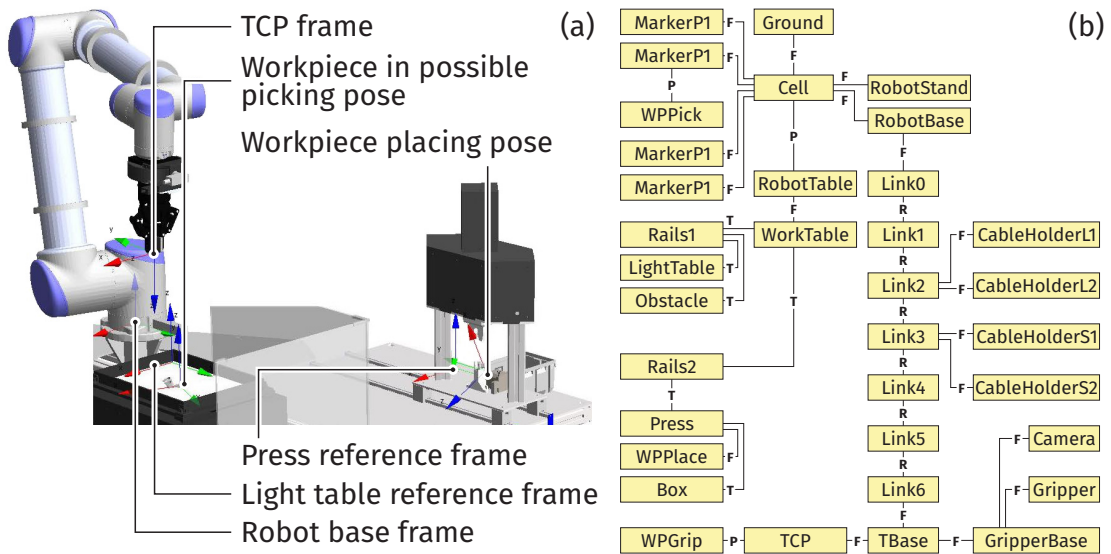 TCP frame
(a)
Workpiece in possible
picking pose
Workpiece placing pose
Press reference frame
Light table reference frame
Robot base frame
(b)
MarkerP1
F
Ground
MarkerP1
F
F
P
Cell
F
RobotStand
F
WPPick
RobotBase
MarkerP1
F
P
F
MarkerP1
F
RobotTable
Link0
F
R
T
Rails1
WorkTable
Link1
F
CableHolderL1
LightTable
T
R
Obstacle
T
Link2
F
CableHolderL2
T
R
Link3
F
CableHolderS1
Rails2
R
T
Link4
F
CableHolderS2
Press
R
WPPlace
F
Link5
F
Camera
R
Box
T
Link6
F
Gripper
F
WPGrip
P
TCP
F
TBase
F
GripperBase
x
y
z
z
z
z
Y
z